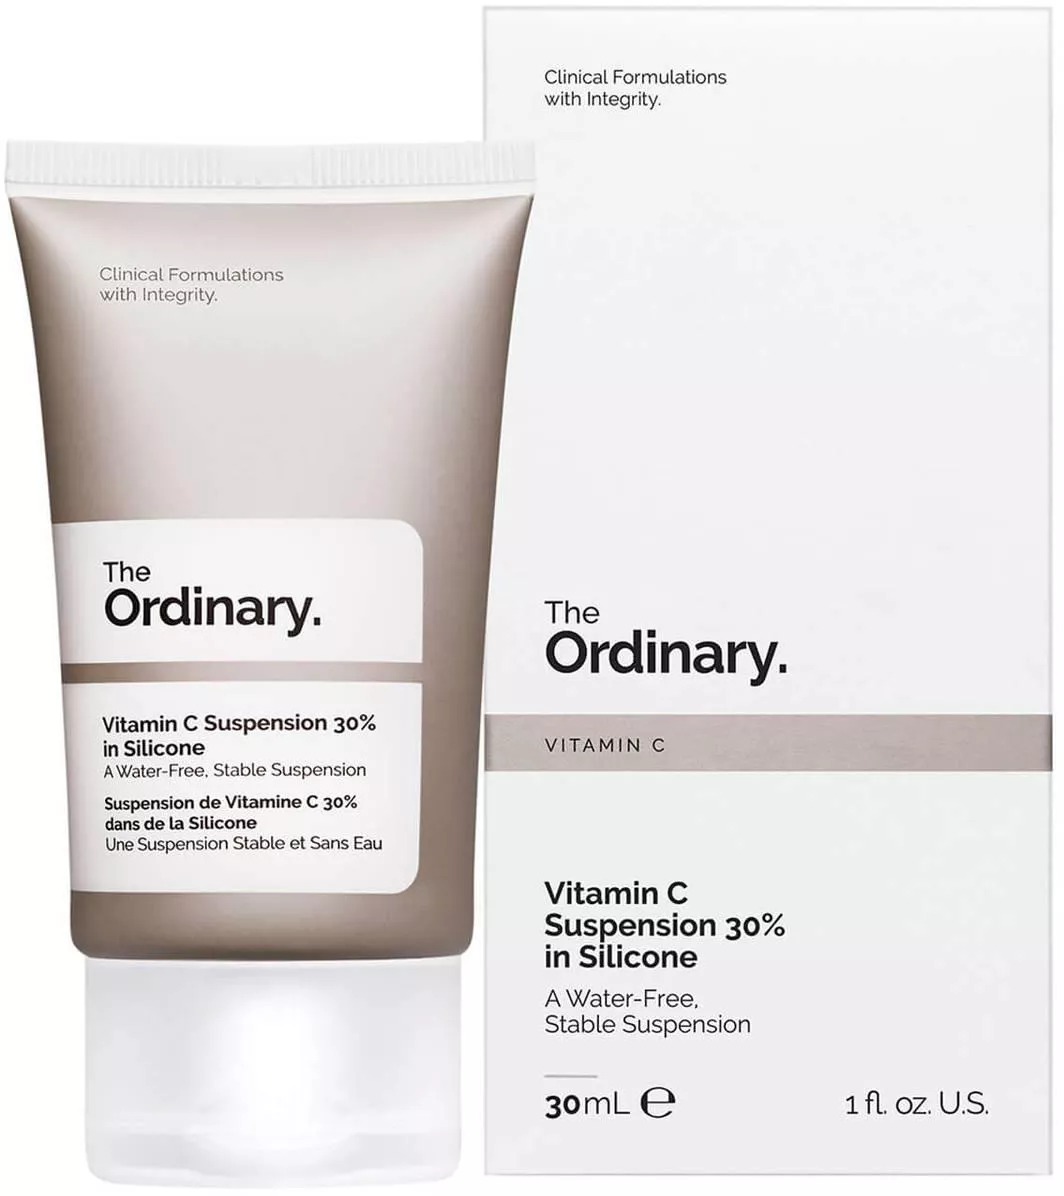 Clinical Formulations
with Integrity.
The
Ordinary.
Vitamin C Suspension 30%
in Silicone
A Water-Free, Stable Suspension
Suspension de Vitamine C 30%
dans de la Silicone
Une Suspension Stable et Sans Eau
Clinical Formulations
with Integrity.
The
Ordinary.
VITAMIN C
Vitamin C
Suspension 30%
in Silicone
A Water-Free,
Stable Suspension
30mL ℮ 1 fl. oz. U.S.